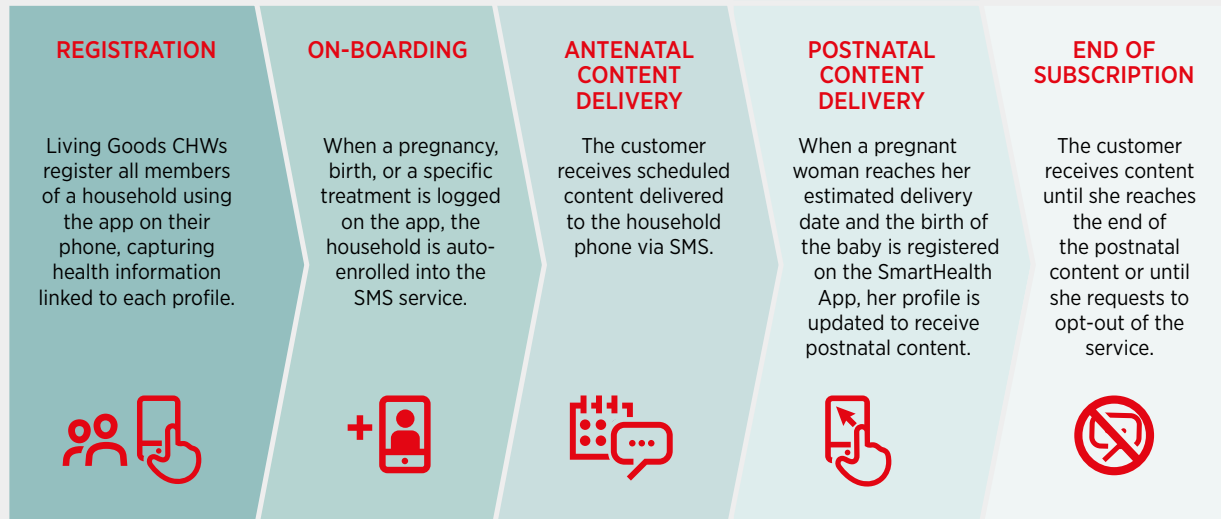 REGISTRATION
Living Goods CHWs
register all members
of a household using
the app on their
phone, capturing
health information
linked to each profile.
ON-BOARDING
When a pregnancy,
birth, or a specific
treatment is logged
on the app, the
household is auto-
enrolled into the
SMS service.
ANTENATAL
CONTENT
DELIVERY
The customer
receives scheduled
content delivered
to the household
phone via SMS.
POSTNATAL
CONTENT
DELIVERY
When a pregnant
woman reaches her
estimated delivery
date and the birth of
the baby is registered
on the SmartHealth
App, her profile is
updated to receive
postnatal content.
END OF
SUBSCRIPTION
The customer
receives content
until she reaches
the end of
the postnatal
content or until
she requests to
opt-out of the
service.